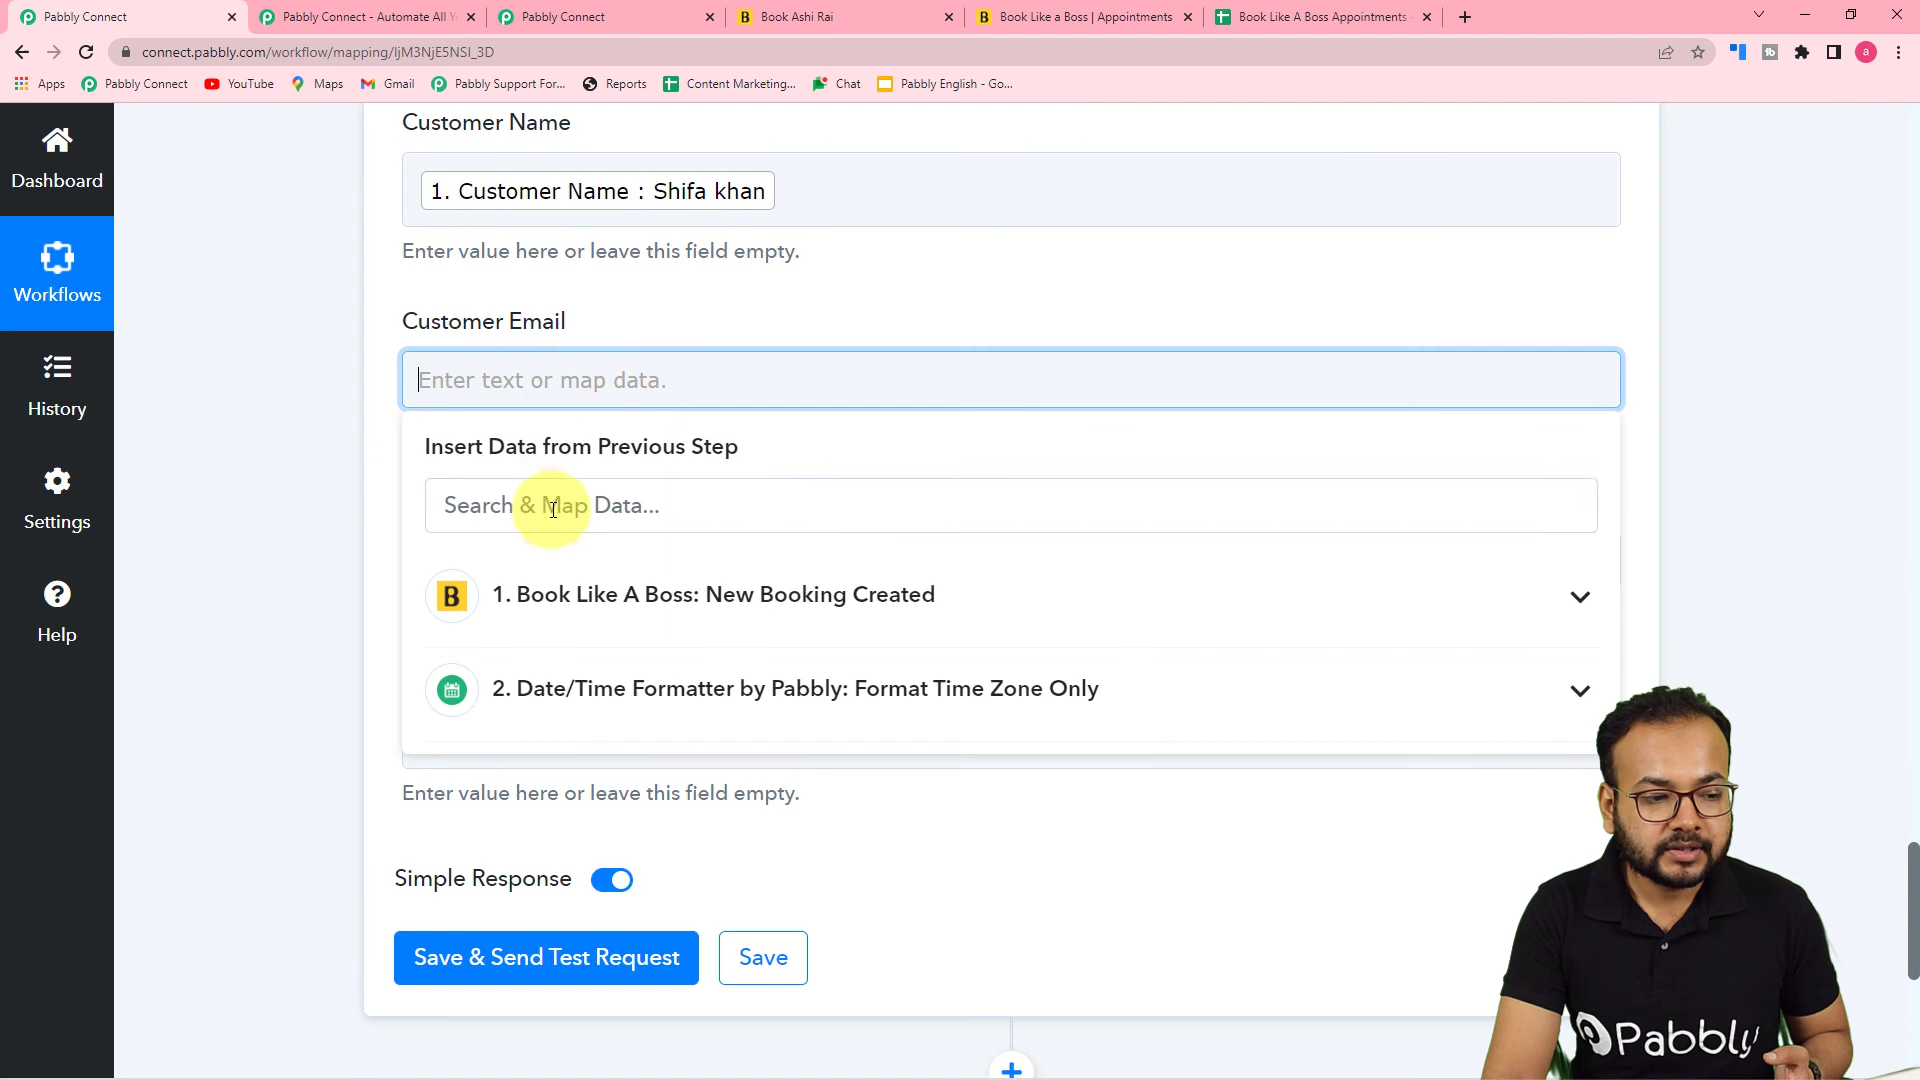 Pabbly Connect
Pabbly Connect - Automate All Y
Pabbly Connect
Book Ashi Rai
Book Like a Boss | Appointments
Book Like A Boss Appointments
connect.pabbly.com/workflow/mapping/IjM3NjE5NSI_3D
a
Apps
Pabbly Connect
YouTube
Maps
Gmail
Pabbly Support For...
Reports
Content Marketing...
Chat
Pabbly English - Go...
Dashboard
Workflows
History
Settings
Help
Customer Name
1. Customer Name : Shifa khan
Enter value here or leave this field empty.
Customer Email
Enter text or map data.
Insert Data from Previous Step
Search & Map Data...
B
1. Book Like A Boss: New Booking Created
2. Date/Time Formatter by Pabbly: Format Time Zone Only
Enter value here or leave this field empty.
Simple Response
Save & Send Test Request
Save
Pabbly